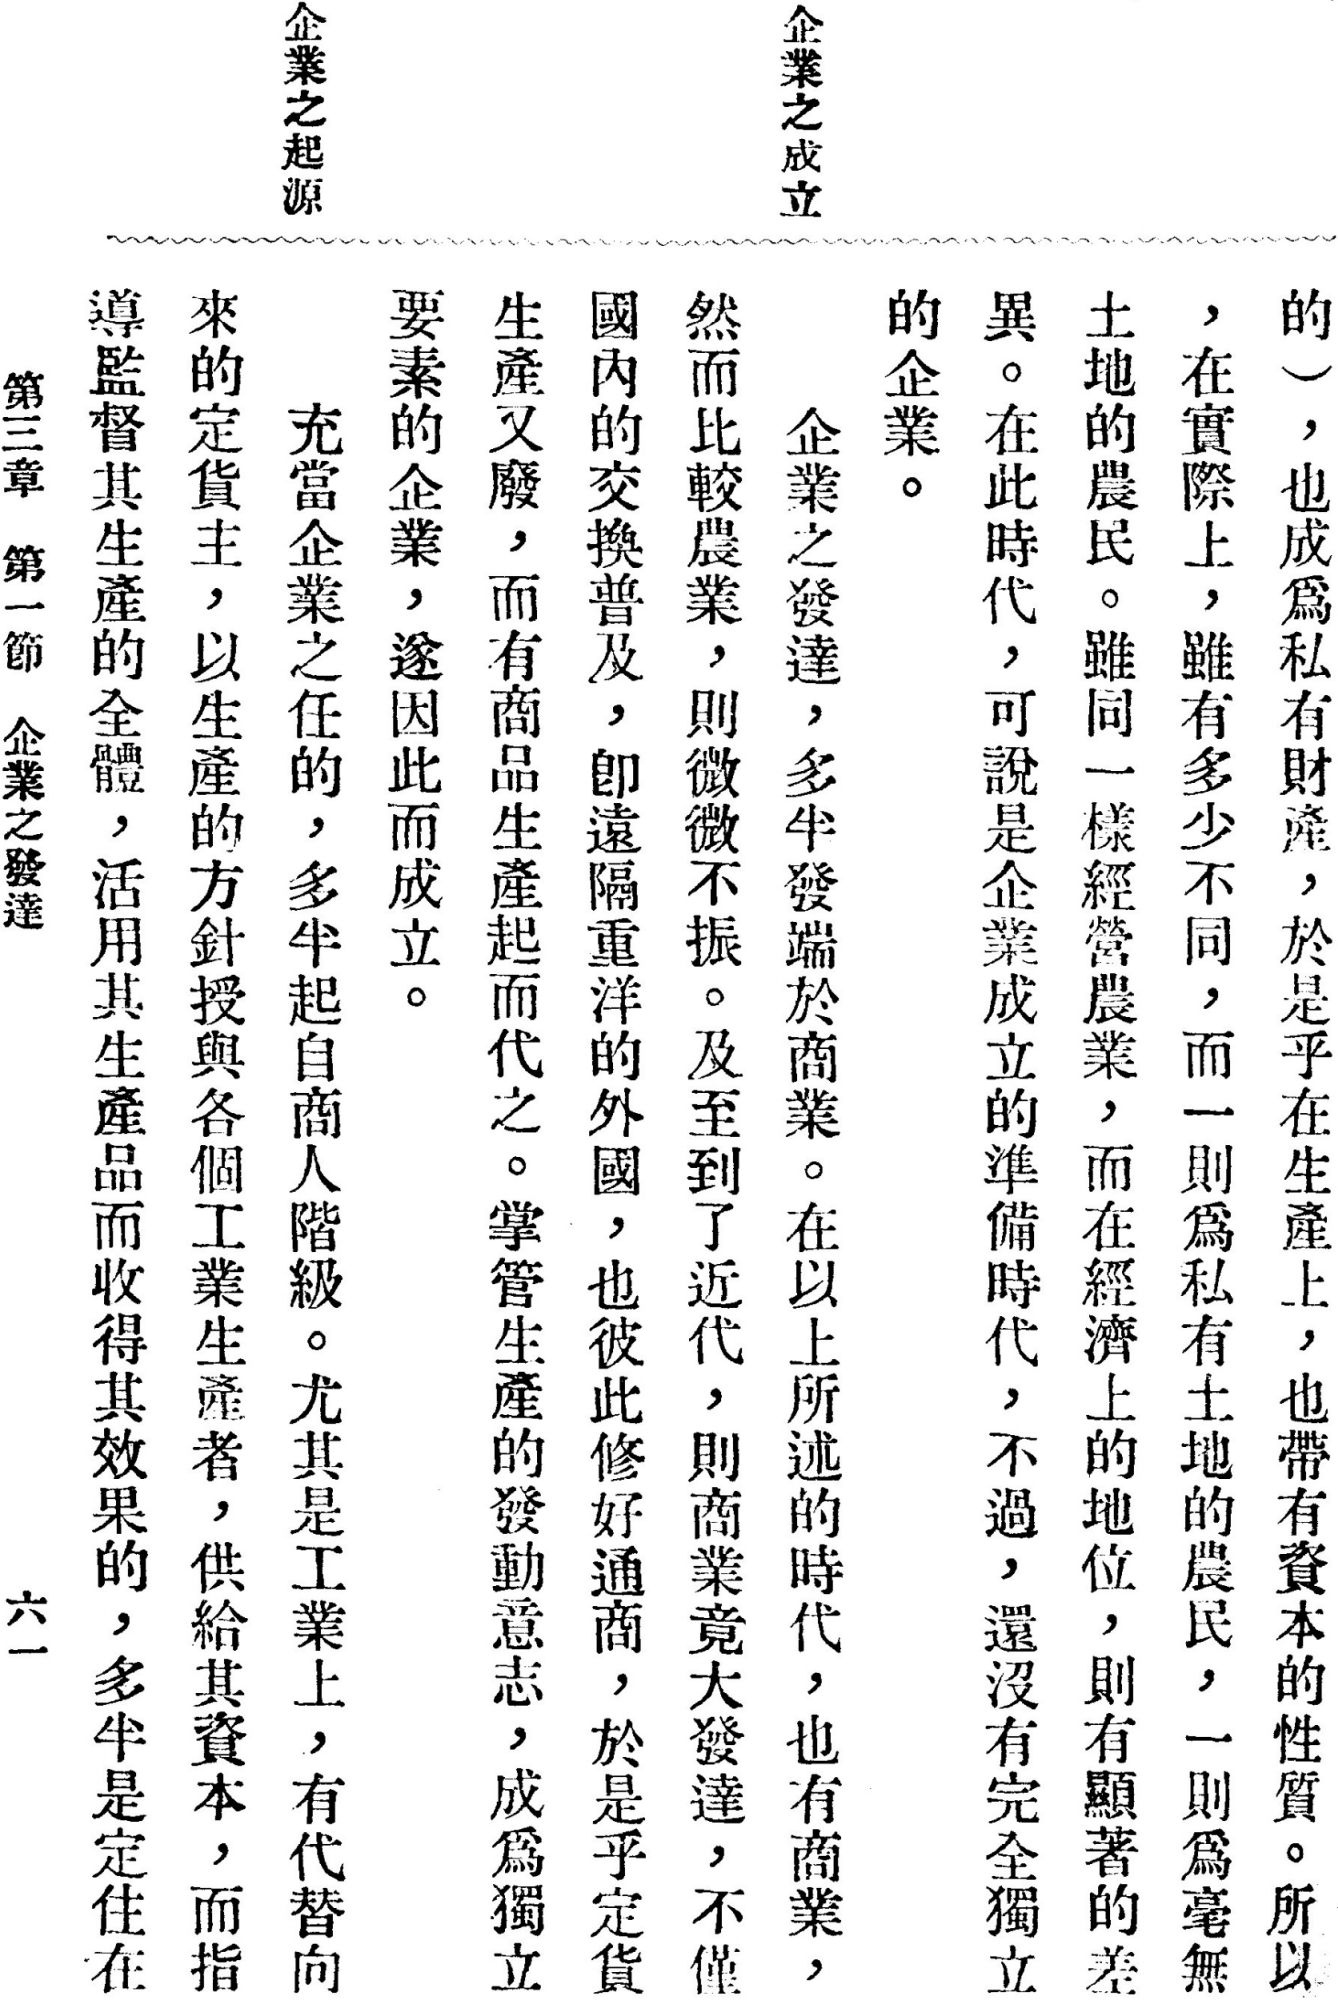 的），也成爲私有財產，於是乎在生產上，也帶有資本的性質。所以
，在實際上，雖有多少不同，而一則爲私有土地的農民，一則爲毫無
土地的農民。雖同一樣經營農業，而在經濟上的地位，則有顯著的差
異。在此時代，可說是企業成立的準備時代，不過，還沒有完全獨立
的企業。
企業之成立
企業之發達，多半發端於商業。在以上所述的時代，也有商業，
然而比較農業，則微微不振。及至到了近代，則商業竟大發達，不僅
國內的交換普及，卽遠隔重洋的外國，也彼此修好通商，於是乎定貨
生產又廢，而有商品生產起而代之。掌管生產的發動意志，成爲獨立
要素的企業，遂因此而成立。
企業之起源
充當企業之任的，多半起自商人階級。尤其是工業上，有代替向
來的定貨主，以生產的方針授與各個工業生產者，供給其資本，而指
導監督其生產的全體，活用其生產品而收得其效果的，多半是定住在
第三章　第一節　企業之發達　六一